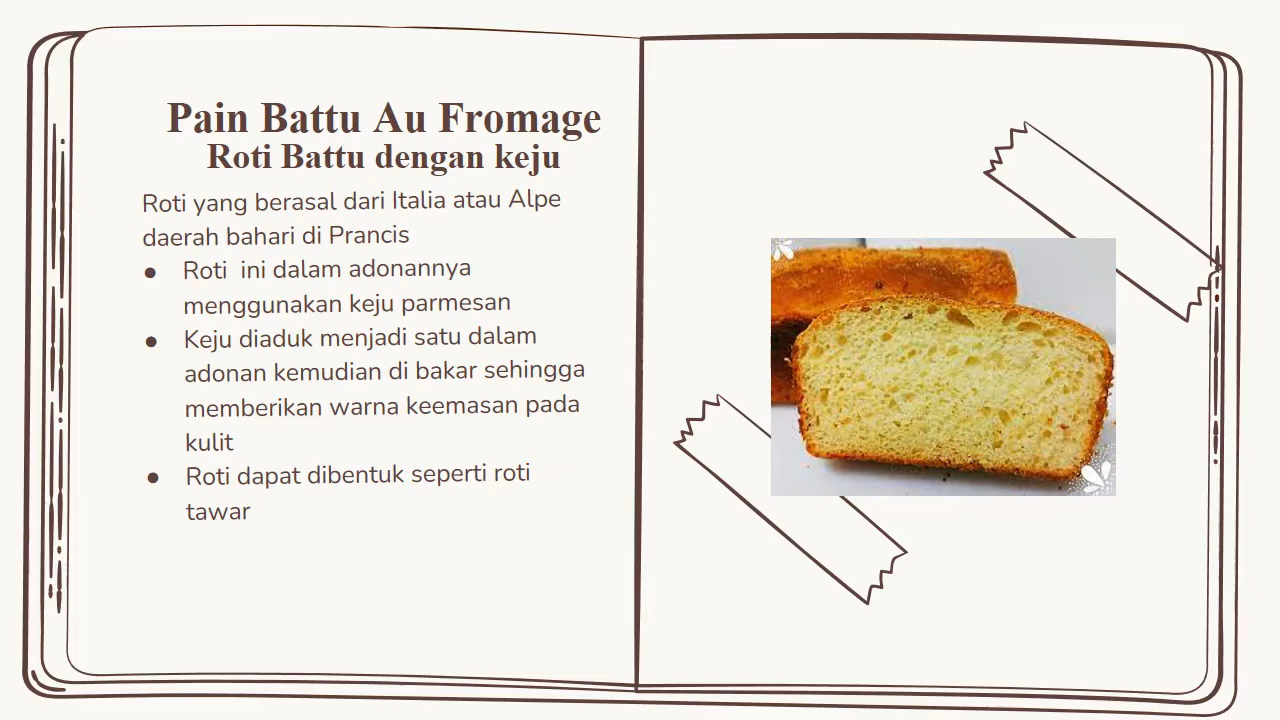 Pain Battu Au Fromage
Roti Battu dengan keju
Roti yang berasal dari Italia atau Alpe
daerah bahari di Prancis
● Roti  ini dalam adonannya
menggunakan keju parmesan
● Keju diaduk menjadi satu dalam
adonan kemudian di bakar sehingga
memberikan warna keemasan pada
kulit
● Roti dapat dibentuk seperti roti
tawar